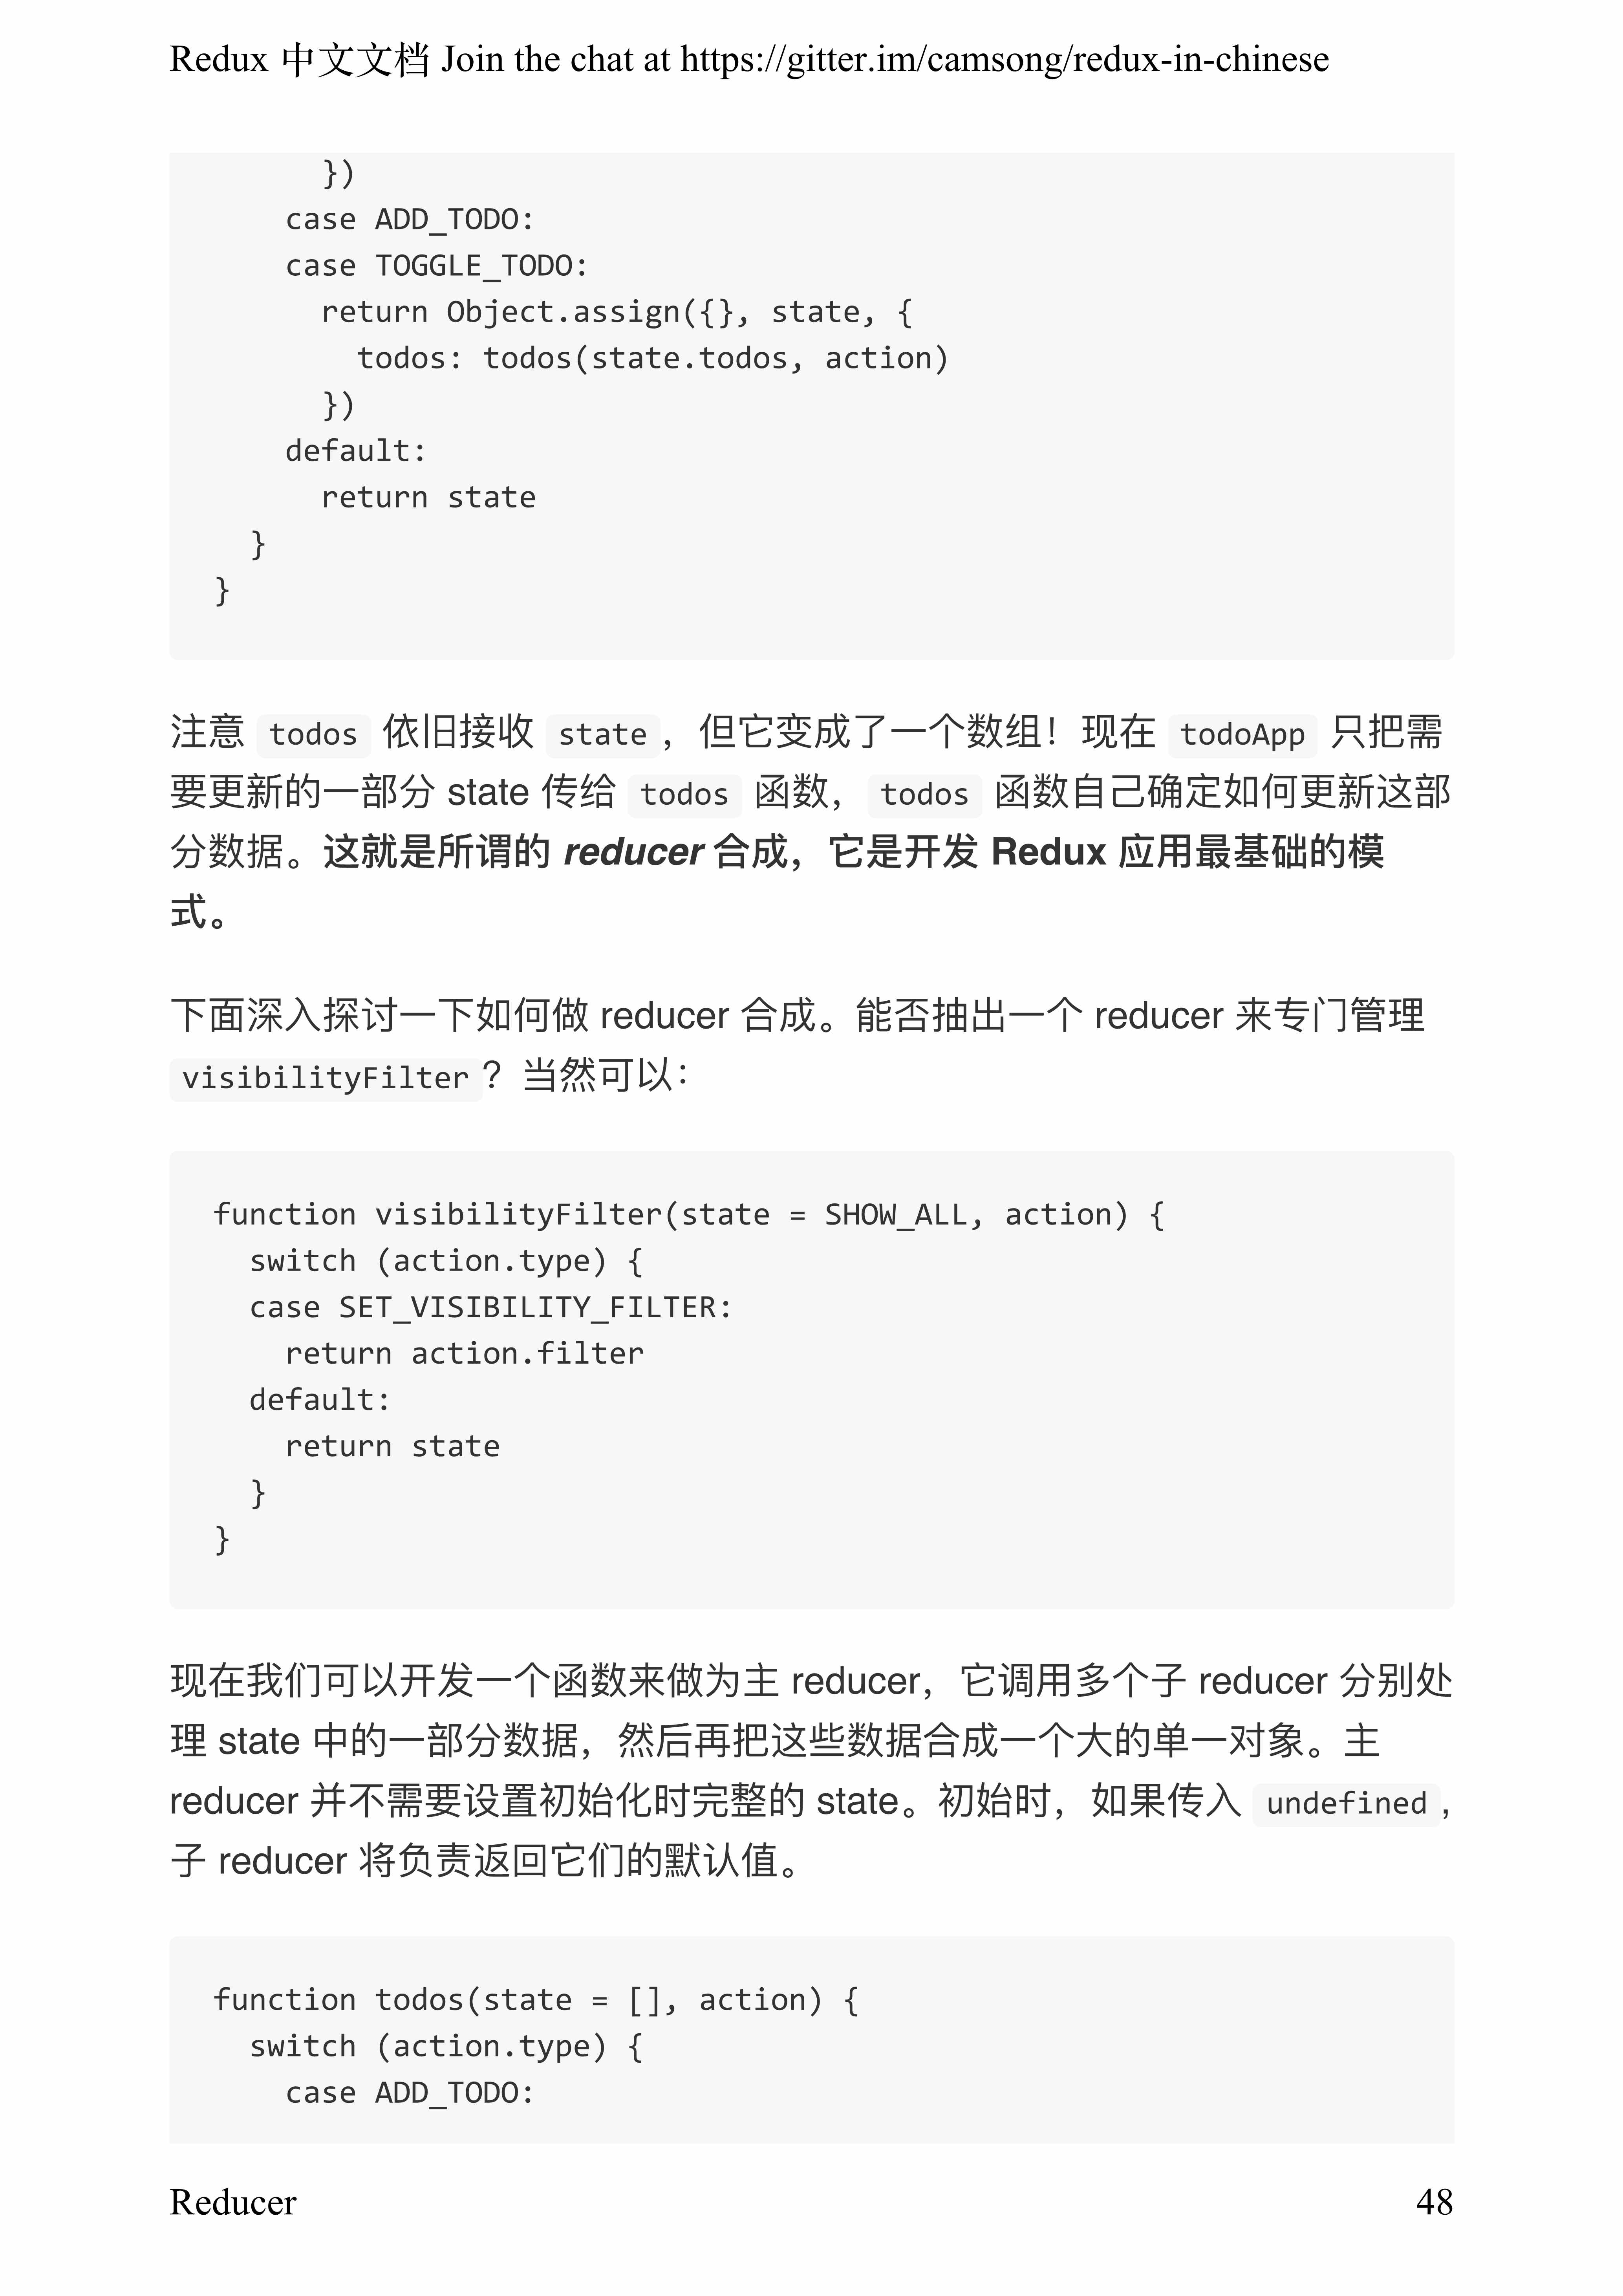 Redux 中文文档 Join the chat at https://gitter.im/camsong/redux-in-chinese
      })
    case ADD_TODO:
    case TOGGLE_TODO:
      return Object.assign({}, state, {
        todos: todos(state.todos, action)
      })
    default:
      return state
  }
}
注意 todos 依旧接收 state，但它变成了一个数组！现在 todoApp 只把需
要更新的一部分 state 传给 todos 函数，todos 函数自己确定如何更新这部
分数据。这就是所谓的 reducer 合成，它是开发 Redux 应用最基础的模
式。
下面深入探讨一下如何做 reducer 合成。能否抽出一个 reducer 来专门管理
visibilityFilter？当然可以：
function visibilityFilter(state = SHOW_ALL, action) {
  switch (action.type) {
  case SET_VISIBILITY_FILTER:
    return action.filter
  default:
    return state
  }
}
现在我们可以开发一个函数来做为主 reducer，它调用多个子 reducer 分别处
理 state 中的一部分数据，然后再把这些数据合成一个大的单一对象。主
reducer 并不需要设置初始化时完整的 state。初始时，如果传入 undefined,
子 reducer 将负责返回它们的默认值。
function todos(state = [], action) {
  switch (action.type) {
    case ADD_TODO:
Reducer
48